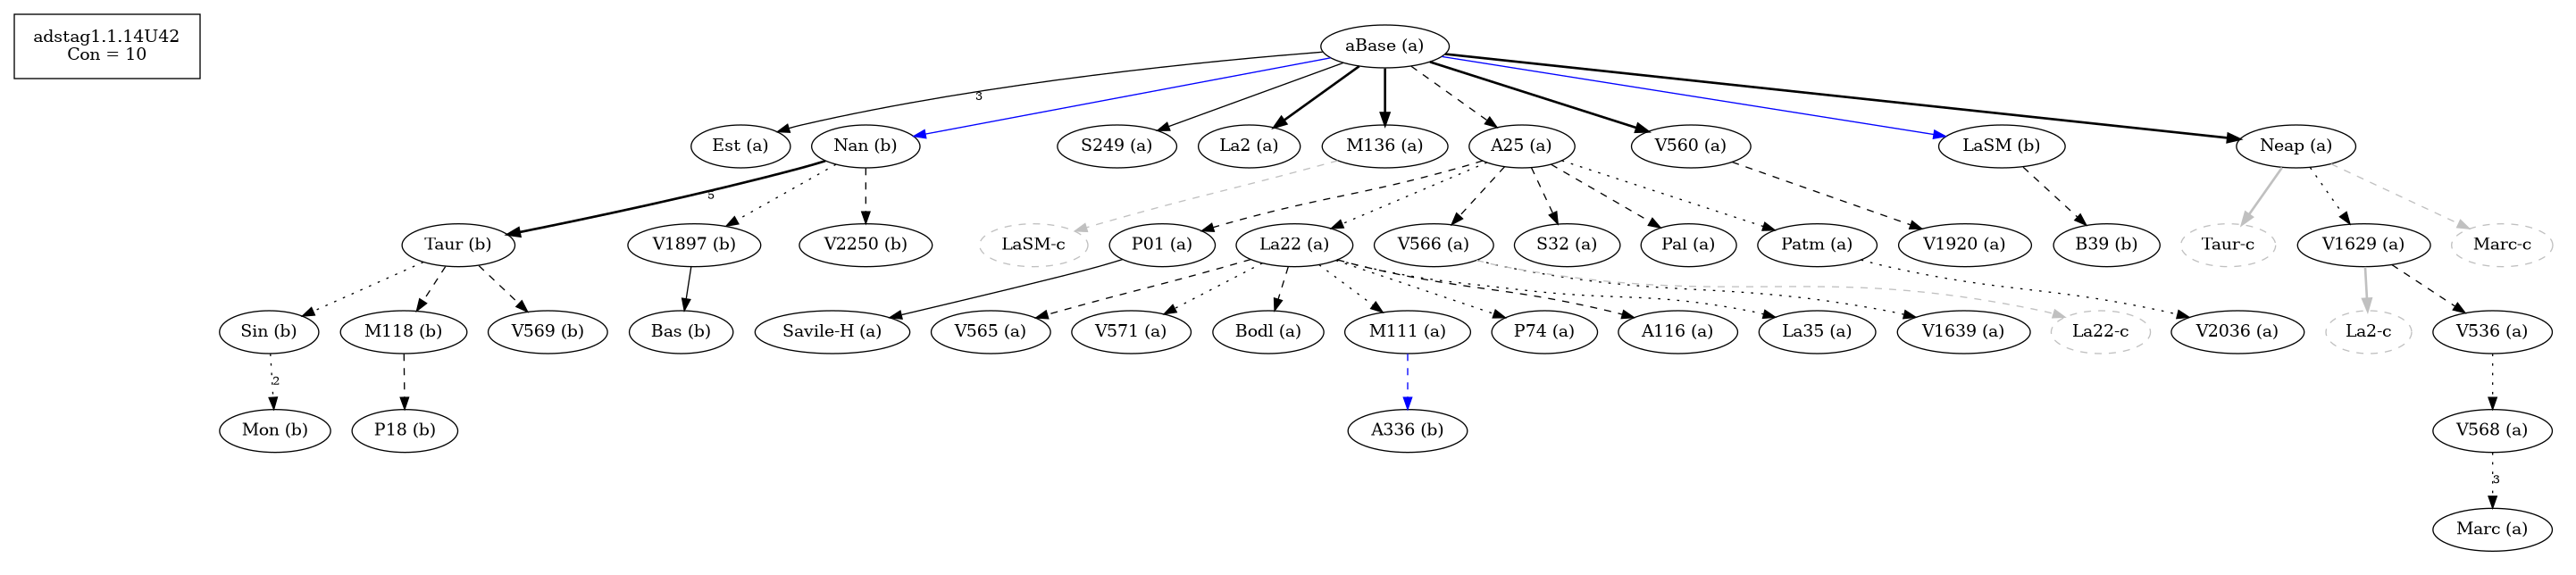 adstag1.1.14U42
Con = 10
aBase (a)
3
Est (a)
Nan (b)
S249 (a)
La2 (a)
M136 (a)
A25 (a)
V560 (a)
LaSM (b)
Neap (a)
5
Taur (b)
V1897 (b)
V2250 (b)
LaSM-c
P01 (a)
La22 (a)
V566 (a)
S32 (a)
Pal (a)
Patm (a)
V1920 (a)
B39 (b)
Taur-c
V1629 (a)
Marc-c
Sin (b)
M118 (b)
V569 (b)
Bas (b)
Savile-H (a)
V565 (a)
V571 (a)
Bodl (a)
M111 (a)
P74 (a)
A116 (a)
La35 (a)
V1639 (a)
La22-c
V2036 (a)
La2-c
V536 (a)
2
Mon (b)
P18 (b)
A336 (b)
V568 (a)
3
Marc (a)